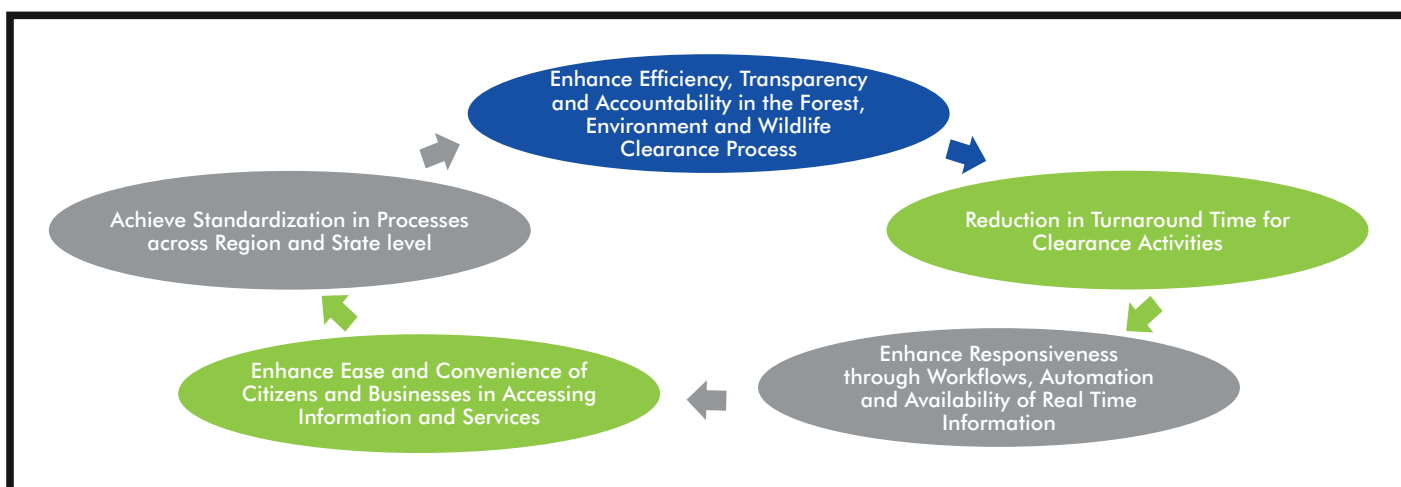 Enhance Efficiency, Transparency
and Accountability in the Forest,
Environment and Wildlife
Clearance Process
Reduction in Turnaround Time for
Clearance Activities
Enhance Responsiveness
through Workflows, Automation
and Availability of Real Time
Information
Enhance Ease and Convenience of
Citizens and Businesses in Accessing
Information and Services
Achieve Standardization in Processes
across Region and State level